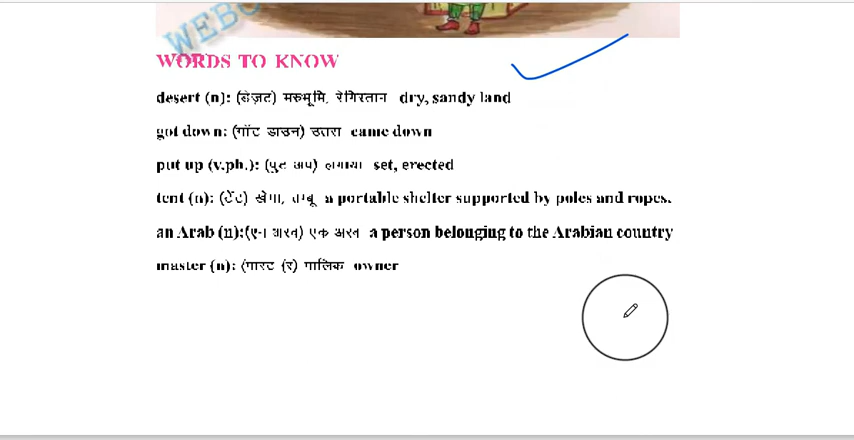 WEBC
WORDS TO KNOW
desert (n): (डेज़र्ट) मरुभूमि, रेगिस्तान dry, sandy land
got down: (गॉट डाउन) उतरा came down
put up (v.ph.): (पुट अप) लगाया set, erected
tent (n): (टेंट) खेमा, तम्बू a portable shelter supported by poles and ropes.
an Arab (n):(एन अरब) एक अरब a person belonging to the Arabian country
master (n): (मास्ट (र) मालिक owner